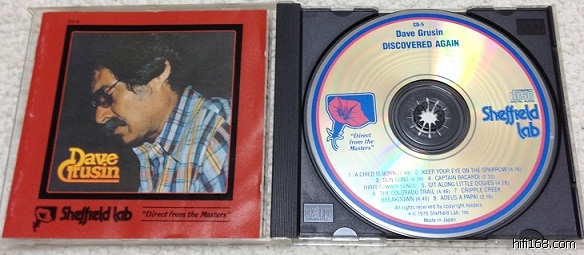 Dave
Grusin
Sheffield Lab
"Direct from the Masters"
CD-5
Dave Grusin
DISCOVERED AGAIN
"Direct
from the
Masters"
Sheffield
Lab
1. A CHILD IS BORN 2. KEEP YOUR EYE ON THE SPARROW
3. SUN SONG 4. CAPTAIN BACARDI
THREE COWBOY SONGS: 5. GIT ALONG LITTLE DOGIES
6. THE COLORADO TRAIL 7. CRIPPLE CREEK
BREAKDOWN 8. ADEUS A PAPAI
All rights reserved by copyright holders
1976 Sheffield Lab, Inc.
Made in Japan
hifi168.com